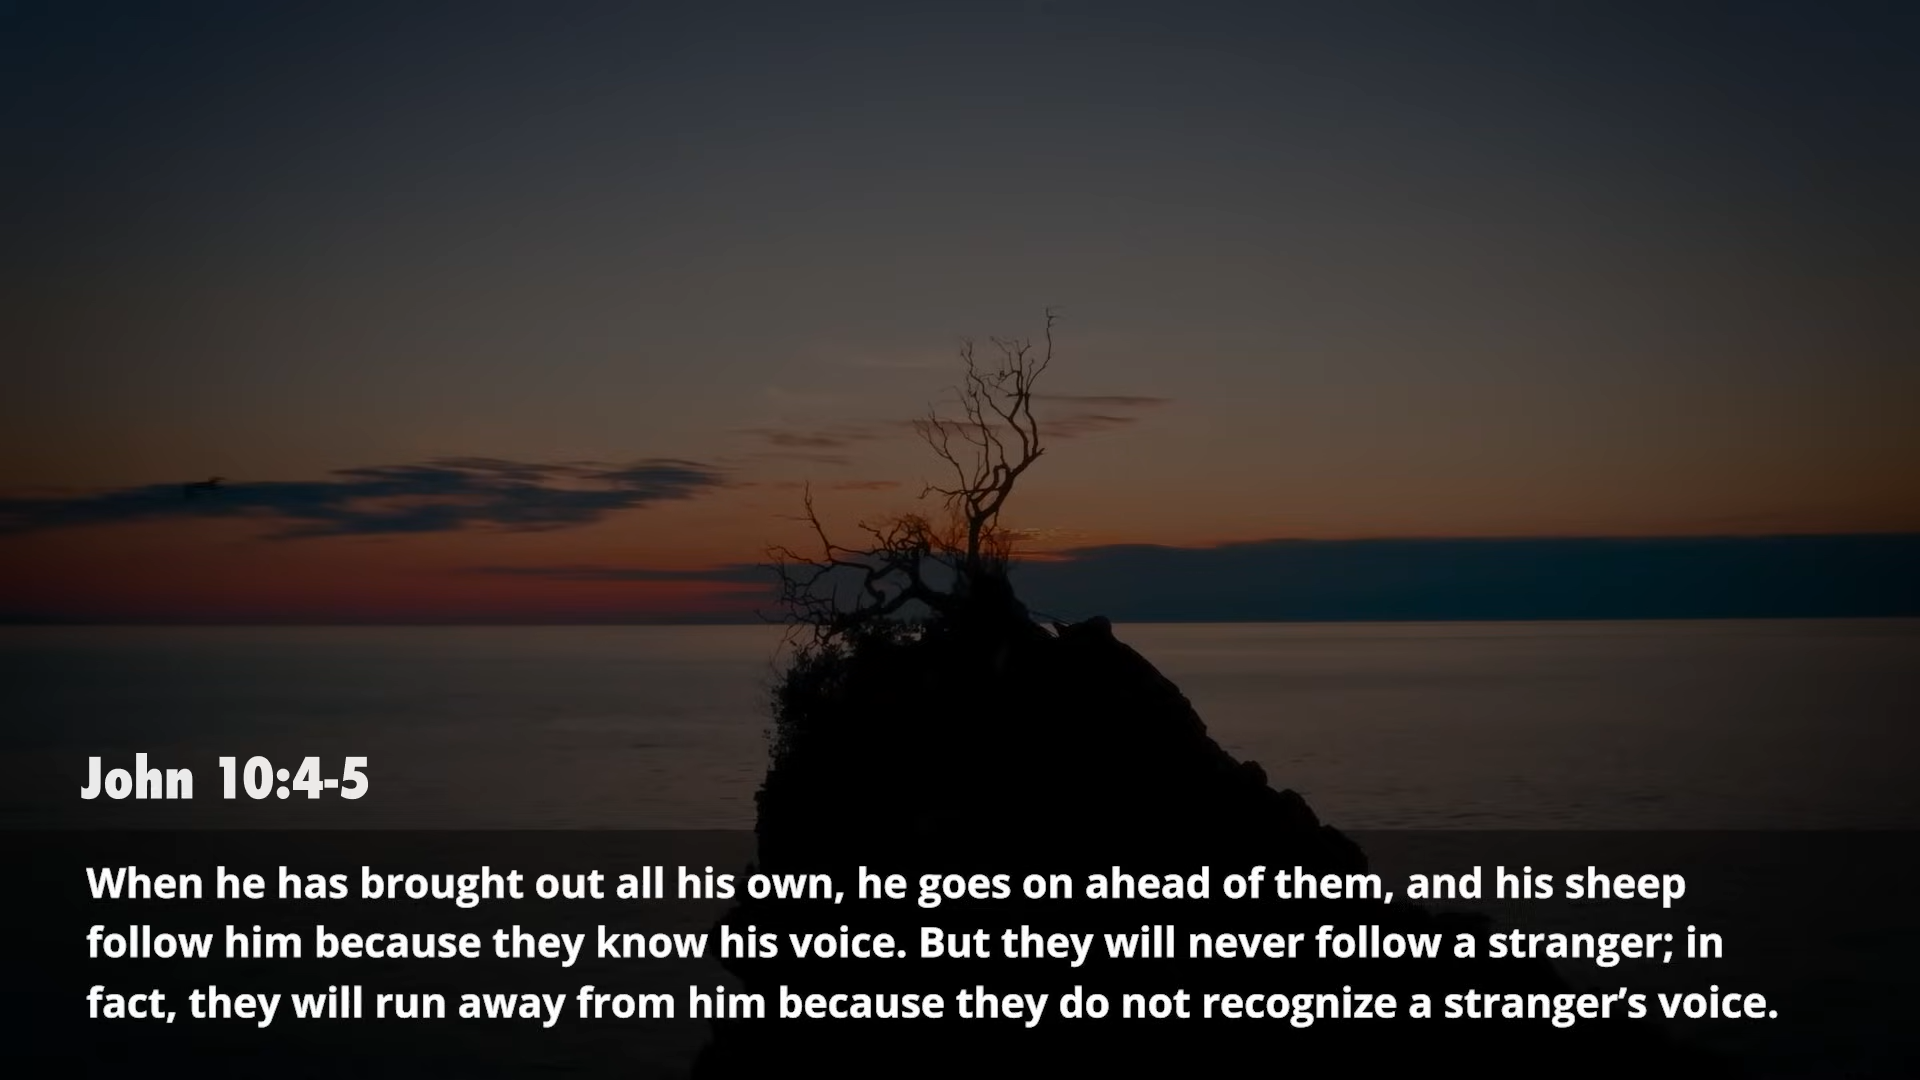 John 10:4-5
When he has brought out all his own, he goes on ahead of them, and his sheep
follow him because they know his voice. But they will never follow a stranger; in
fact, they will run away from him because they do not recognize a stranger’s voice.